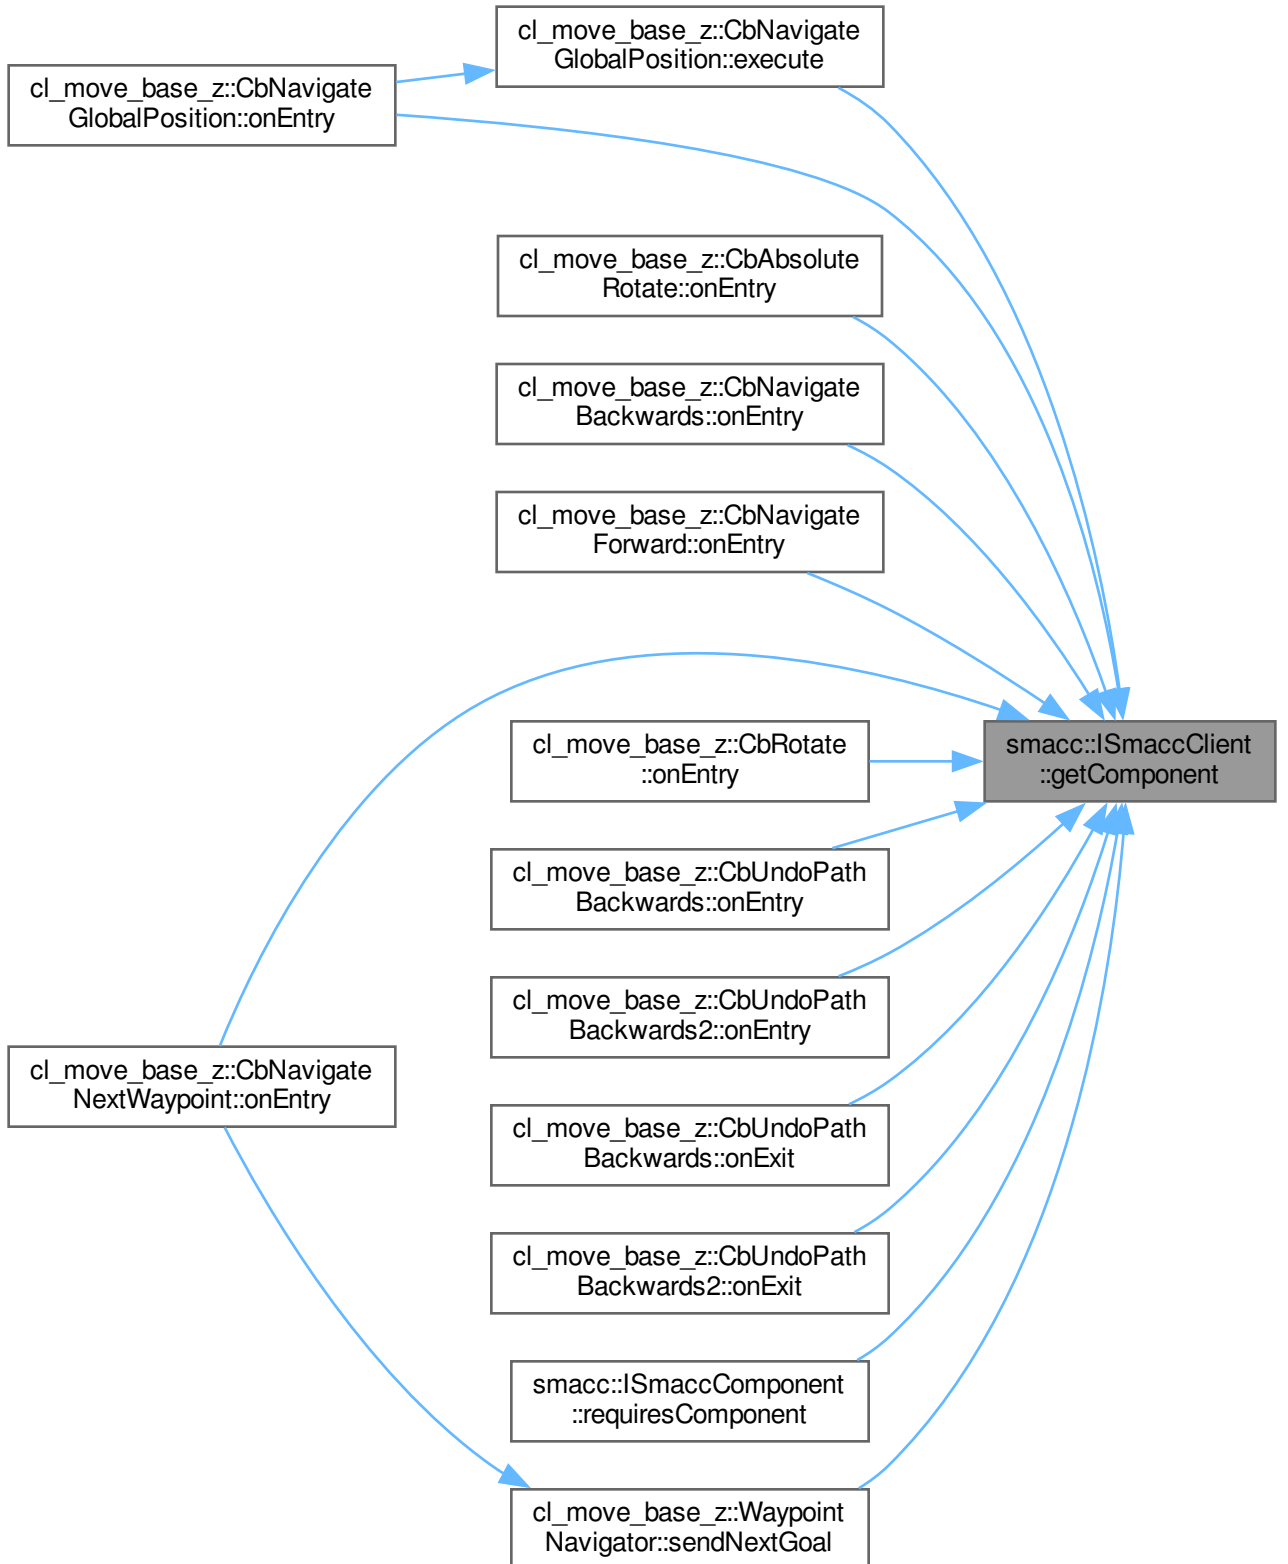 cl_move_base_z::CbNavigate
GlobalPosition::execute
cl_move_base_z::CbNavigate
GlobalPosition::onEntry
cl_move_base_z::CbAbsolute
Rotate::onEntry
cl_move_base_z::CbNavigate
Backwards::onEntry
cl_move_base_z::CbNavigate
Forward::onEntry
cl_move_base_z::CbRotate
::onEntry
smacc::ISmaccClient
::getComponent
cl_move_base_z::CbUndoPath
Backwards::onEntry
cl_move_base_z::CbUndoPath
Backwards2::onEntry
cl_move_base_z::CbNavigate
NextWaypoint::onEntry
cl_move_base_z::CbUndoPath
Backwards::onExit
cl_move_base_z::CbUndoPath
Backwards2::onExit
smacc::ISmaccComponent
::requiresComponent
cl_move_base_z::Waypoint
Navigator::sendNextGoal